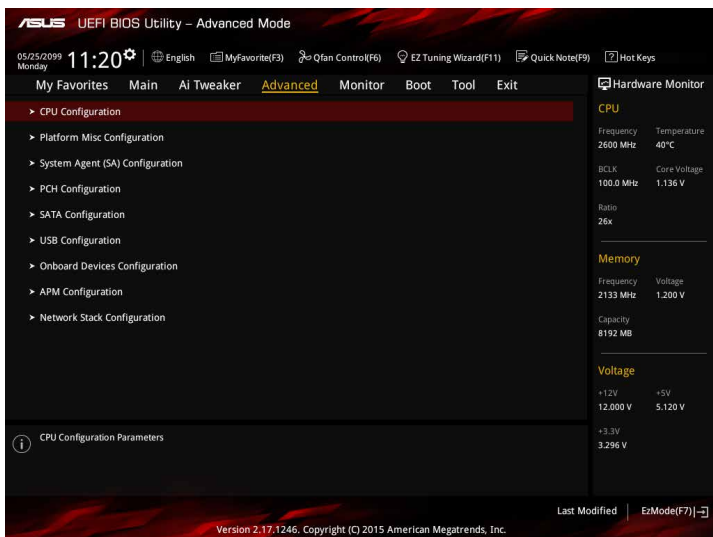 ASUS UEFI BIOS Utility – Advanced Mode
05/25/2099
Monday
11:20
English
MyFavorite(F3)
Qfan Control(F6)
EZ Tuning Wizard(F11)
Quick Note(F9)
? Hot Keys
My Favorites Main Ai Tweaker Advanced Monitor Boot Tool Exit
> CPU Configuration
> Platform Misc Configuration
> System Agent (SA) Configuration
> PCH Configuration
> SATA Configuration
> USB Configuration
> Onboard Devices Configuration
> APM Configuration
> Network Stack Configuration
i CPU Configuration Parameters
Hardware Monitor
CPU
Frequency Temperature
2600 MHz 40°C
BCLK Core Voltage
100.0 MHz 1.136 V
Ratio
26x
Memory
Frequency Voltage
2133 MHz 1.200 V
Capacity
8192 MB
Voltage
+12V +5V
12.000 V 5.120 V
+3.3V
3.296 V
Last Modified EzMode(F7)
Version 2.17.1246. Copyright (C) 2015 American Megatrends, Inc.